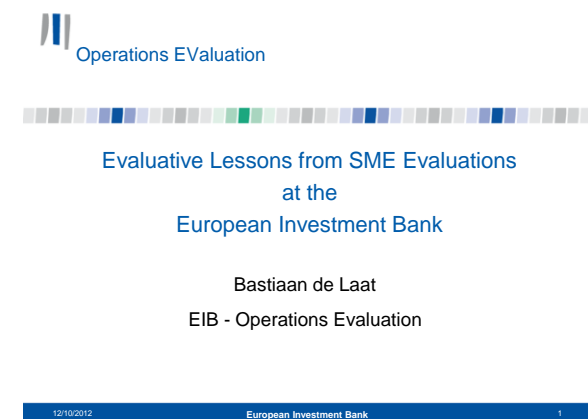 Operations EValuation
Evaluative Lessons from SME Evaluations
at the
European Investment Bank
Bastiaan de Laat
EIB - Operations Evaluation
12/10/2012 European Investment Bank 1